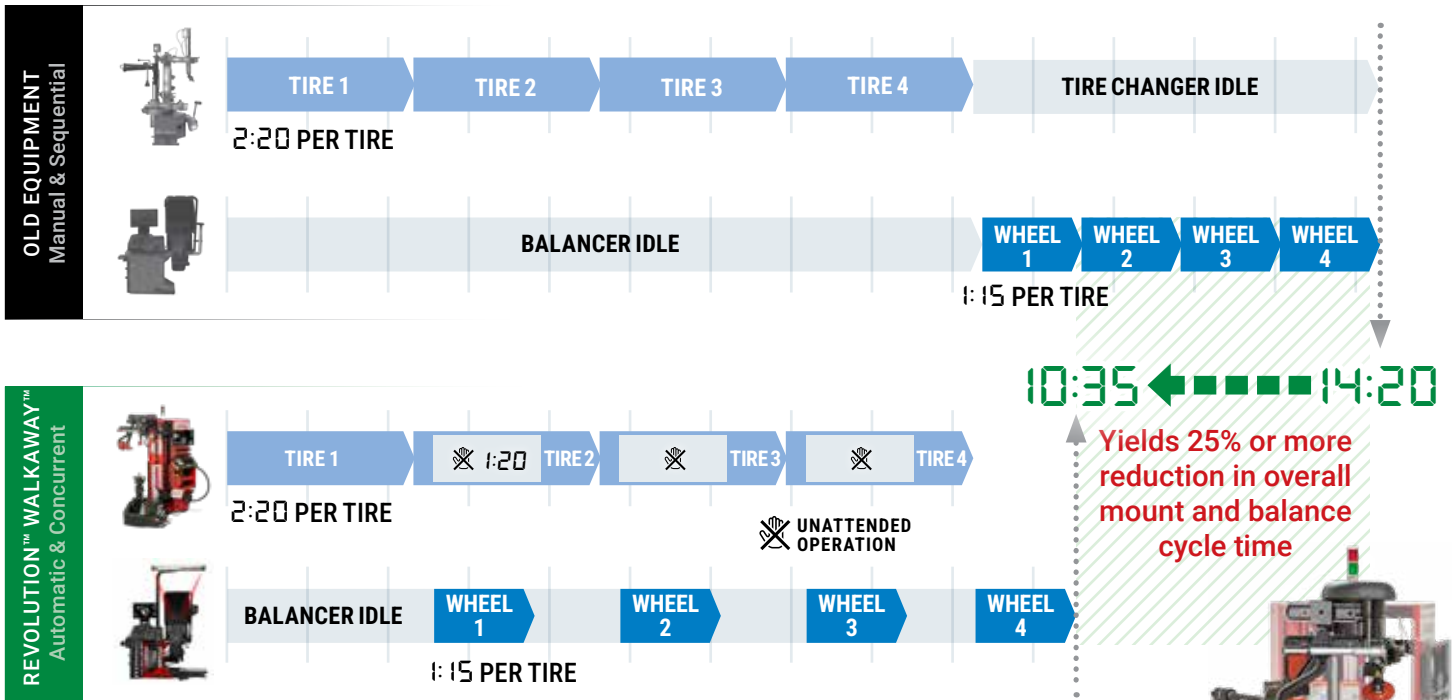 OLD EQUIPMENT
Manual & Sequential
TIRE 1
TIRE 2
TIRE 3
TIRE 4
TIRE CHANGER IDLE
2:20 PER TIRE
BALANCER IDLE
WHEEL
1
WHEEL
2
WHEEL
3
WHEEL
4
1:15 PER TIRE
10:35
14:20
REVOLUTION™ WALKAWAY™
Automatic & Concurrent
TIRE 1
1:20
TIRE 2
TIRE 3
TIRE 4
2:20 PER TIRE
UNATTENDED
OPERATION
BALANCER IDLE
WHEEL
1
WHEEL
2
WHEEL
3
WHEEL
4
1:15 PER TIRE
Yields 25% or more
reduction in overall
mount and balance
cycle time